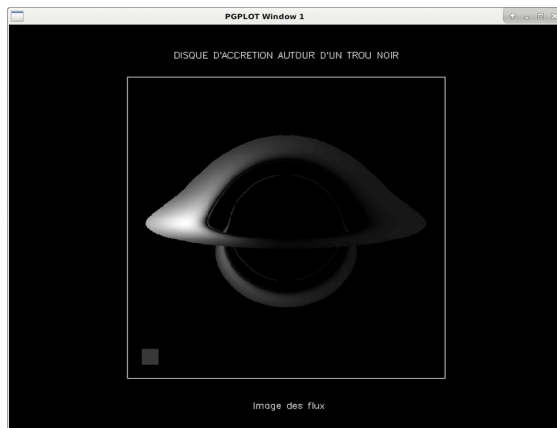 PGPLOT Window 1
DISQUE D'ACCRETION AUTOUR D'UN TROU NOIR
Image des flux